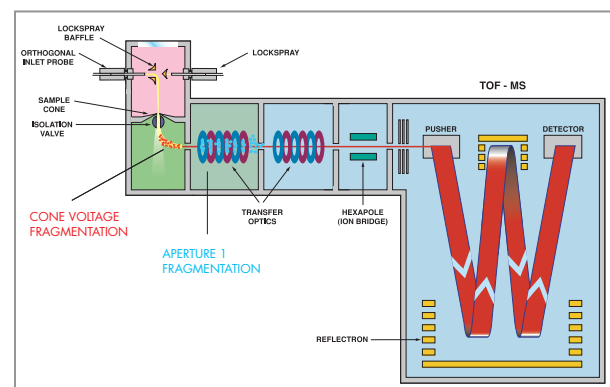 LOCKSPRAY
BAFFLE
ORTHOGONAL
INLET PROBE
LOCKSPRAY
TOF - MS
SAMPLE
CONE
ISOLATION
VALVE
PUSHER
DETECTOR
CONE VOLTAGE
FRAGMENTATION
TRANSFER
OPTICS
HEXAPOLE
(ION BRIDGE)
APERTURE 1
FRAGMENTATION
REFLECTRON